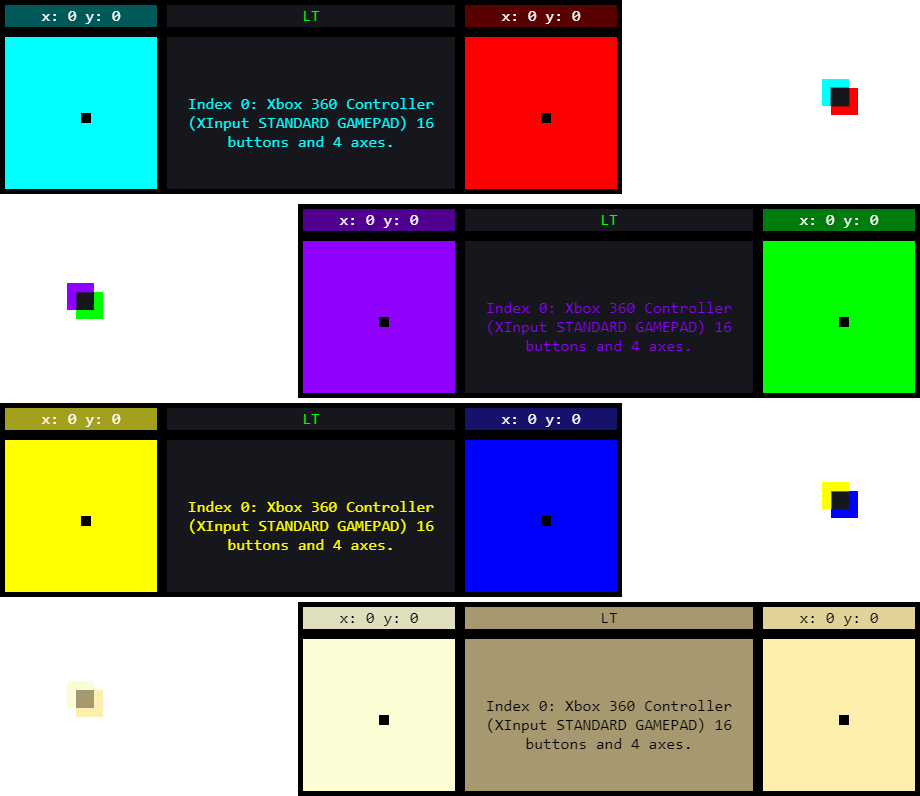 x: 0 y: 0 LT x: 0 y: 0
Index 0: Xbox 360 Controller
(XInput STANDARD GAMEPAD) 16
buttons and 4 axes.
x: 0 y: 0 LT x: 0 y: 0
Index 0: Xbox 360 Controller
(XInput STANDARD GAMEPAD) 16
buttons and 4 axes.
x: 0 y: 0 LT x: 0 y: 0
Index 0: Xbox 360 Controller
(XInput STANDARD GAMEPAD) 16
buttons and 4 axes.
x: 0 y: 0 LT x: 0 y: 0
Index 0: Xbox 360 Controller
(XInput STANDARD GAMEPAD) 16
buttons and 4 axes.